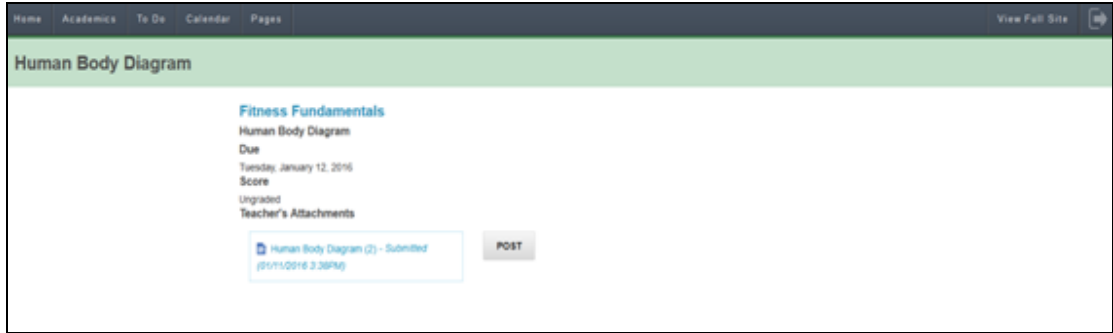 Home Academics To Do Calendar Pages View Full Site
Human Body Diagram
Fitness Fundamentals
Human Body Diagram
Due
Tuesday, January 12, 2016
Score
Ungraded
Teacher's Attachments
Human Body Diagram (2) - Submitted
(01/11/2016 3:38PM)
POST